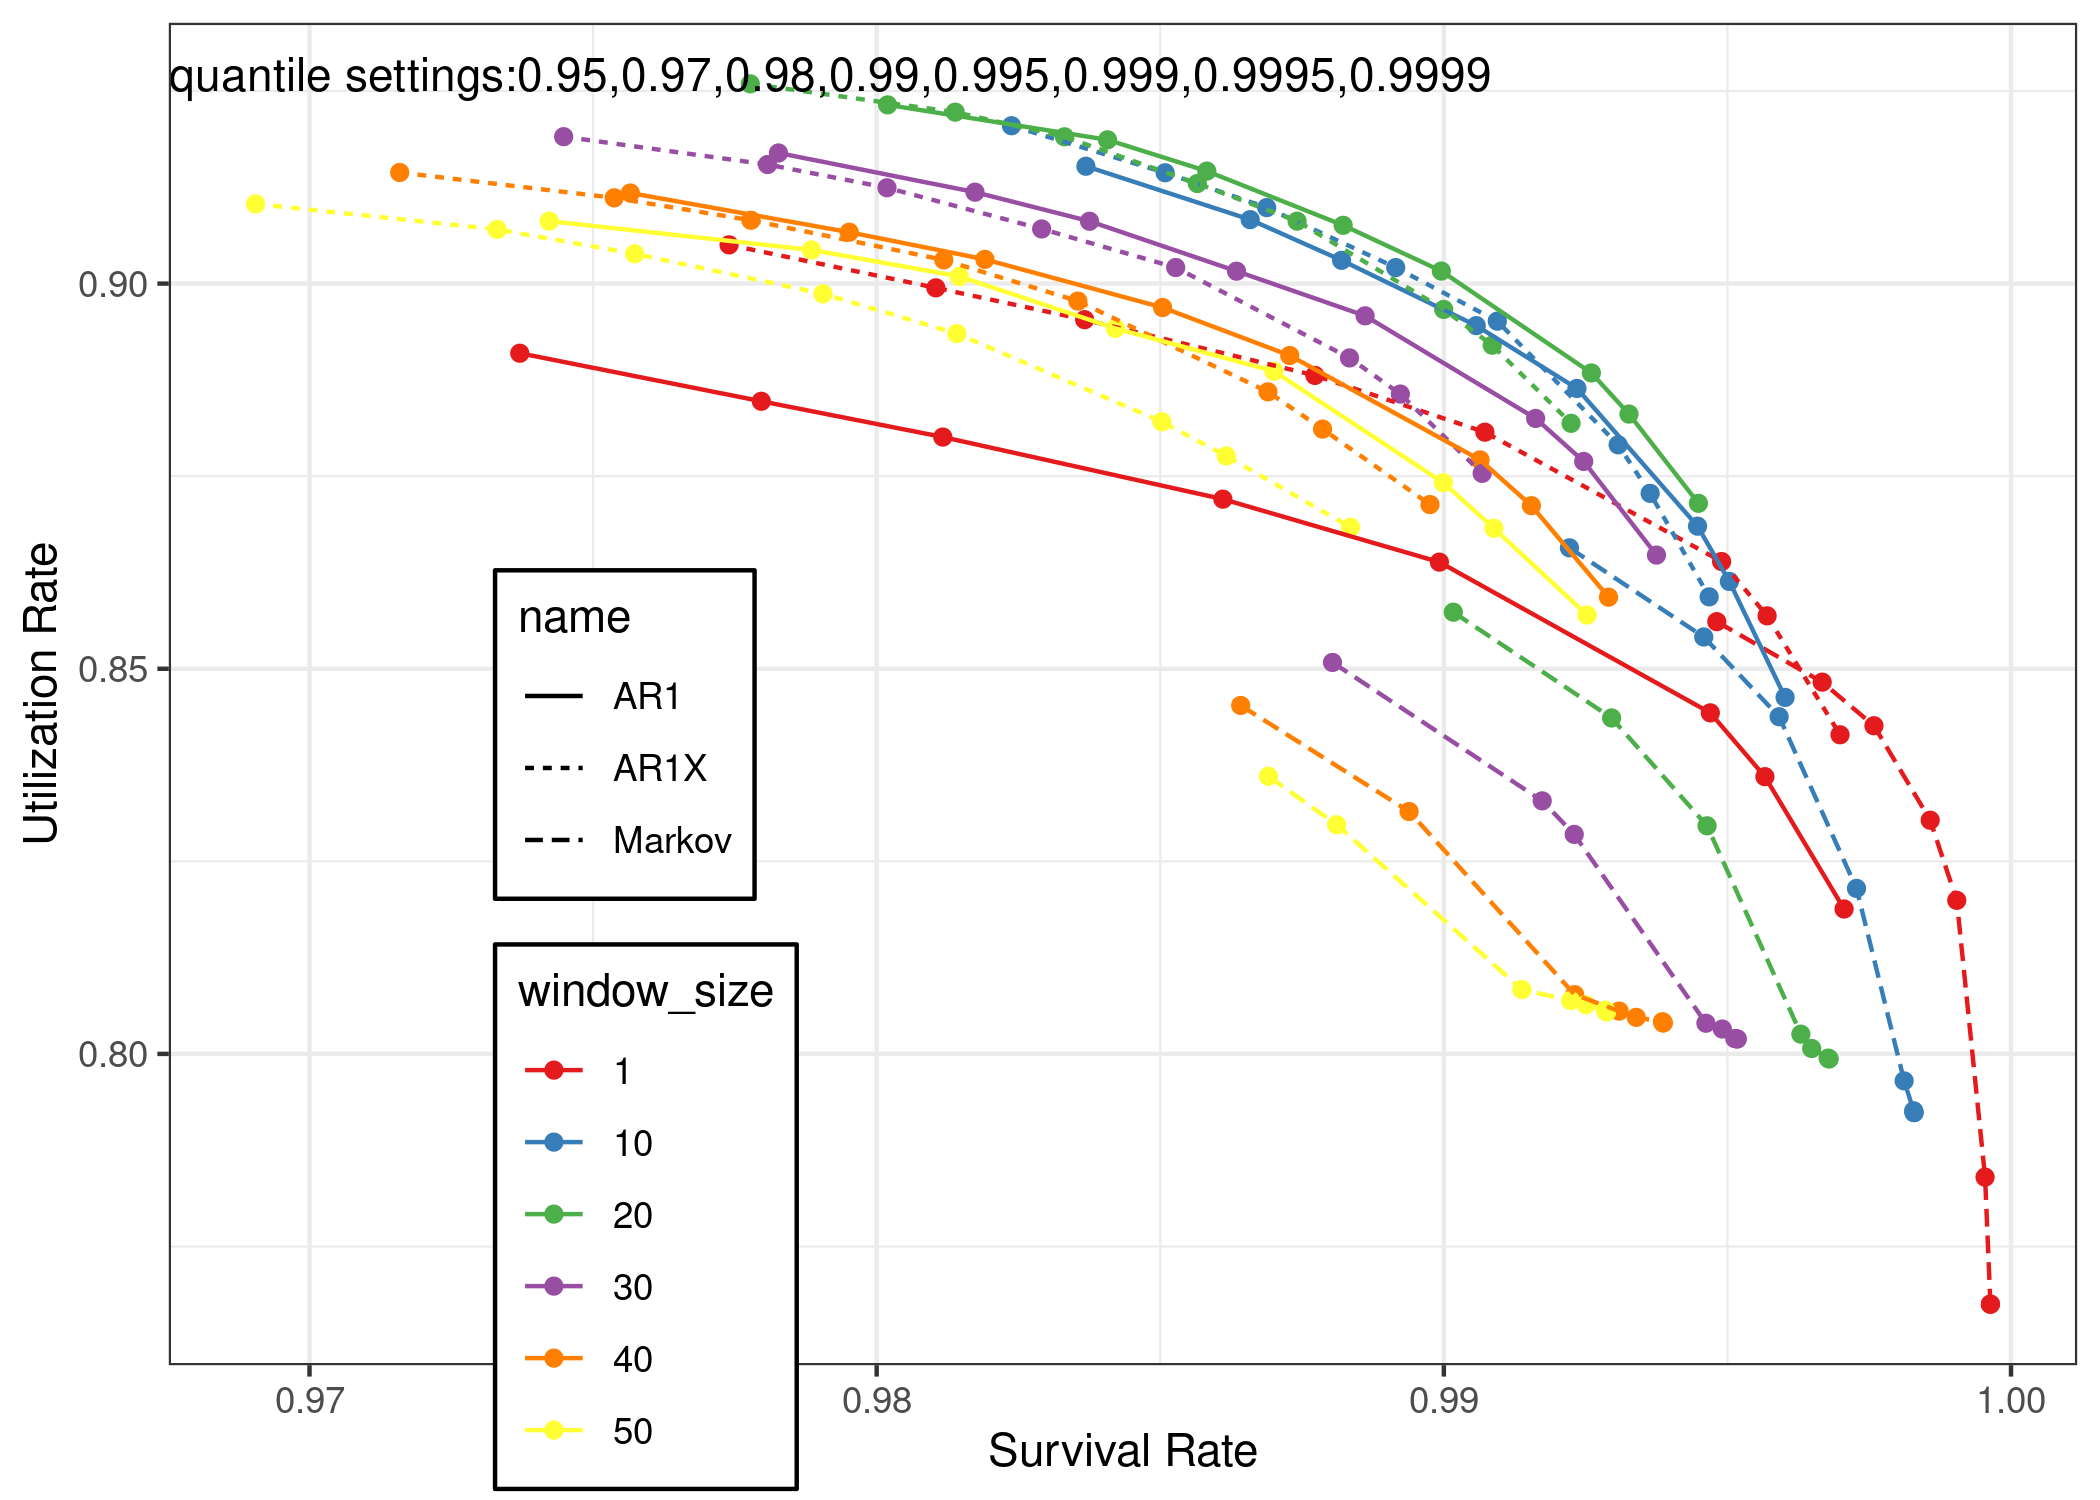 quantile settings:0.95,0.97,0.98,0.99,0.995,0.999,0.9995,0.9999
0.90
0.85
0.80
Utilization Rate
name
AR1
AR1X
Markov
window_size
1
10
20
30
40
50
0.97
0.98
0.99
1.00
Survival Rate